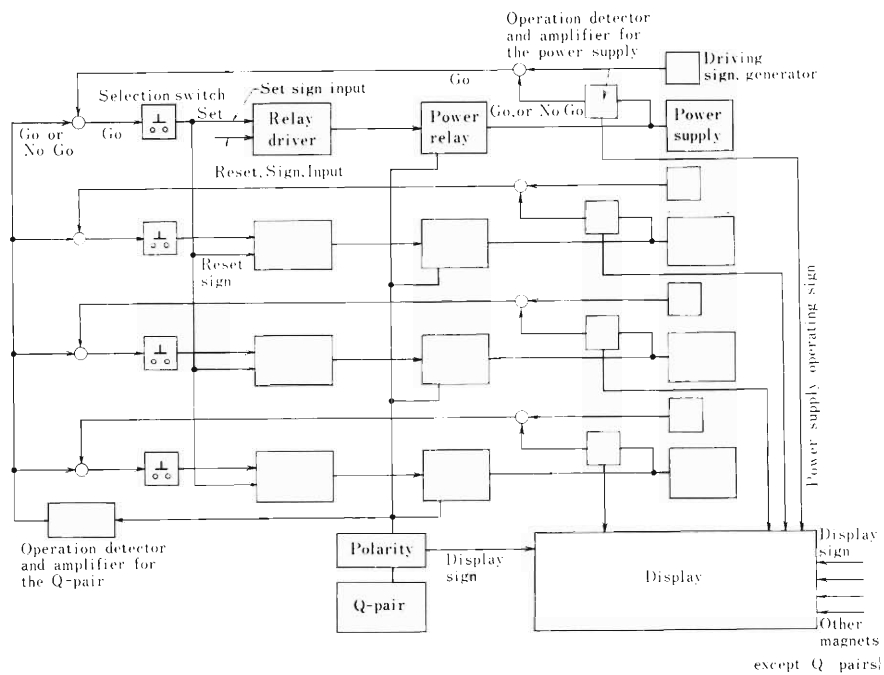 Operation detector
and amplifier for
the power supply
Driving
sign. generator
Go
Selection switch
Set sign input
Set
Go or
No Go
Go
Relay
driver
Power
relay
Go, or No Go
Power
supply
Reset, Sign, Input
Reset
sign
Power supply operating sign
Operation detector
and amplifier for
the Q-pair
Polarity
Display
sign
Q-pair
Display
Display
sign
Other
magnets
except Q pairs